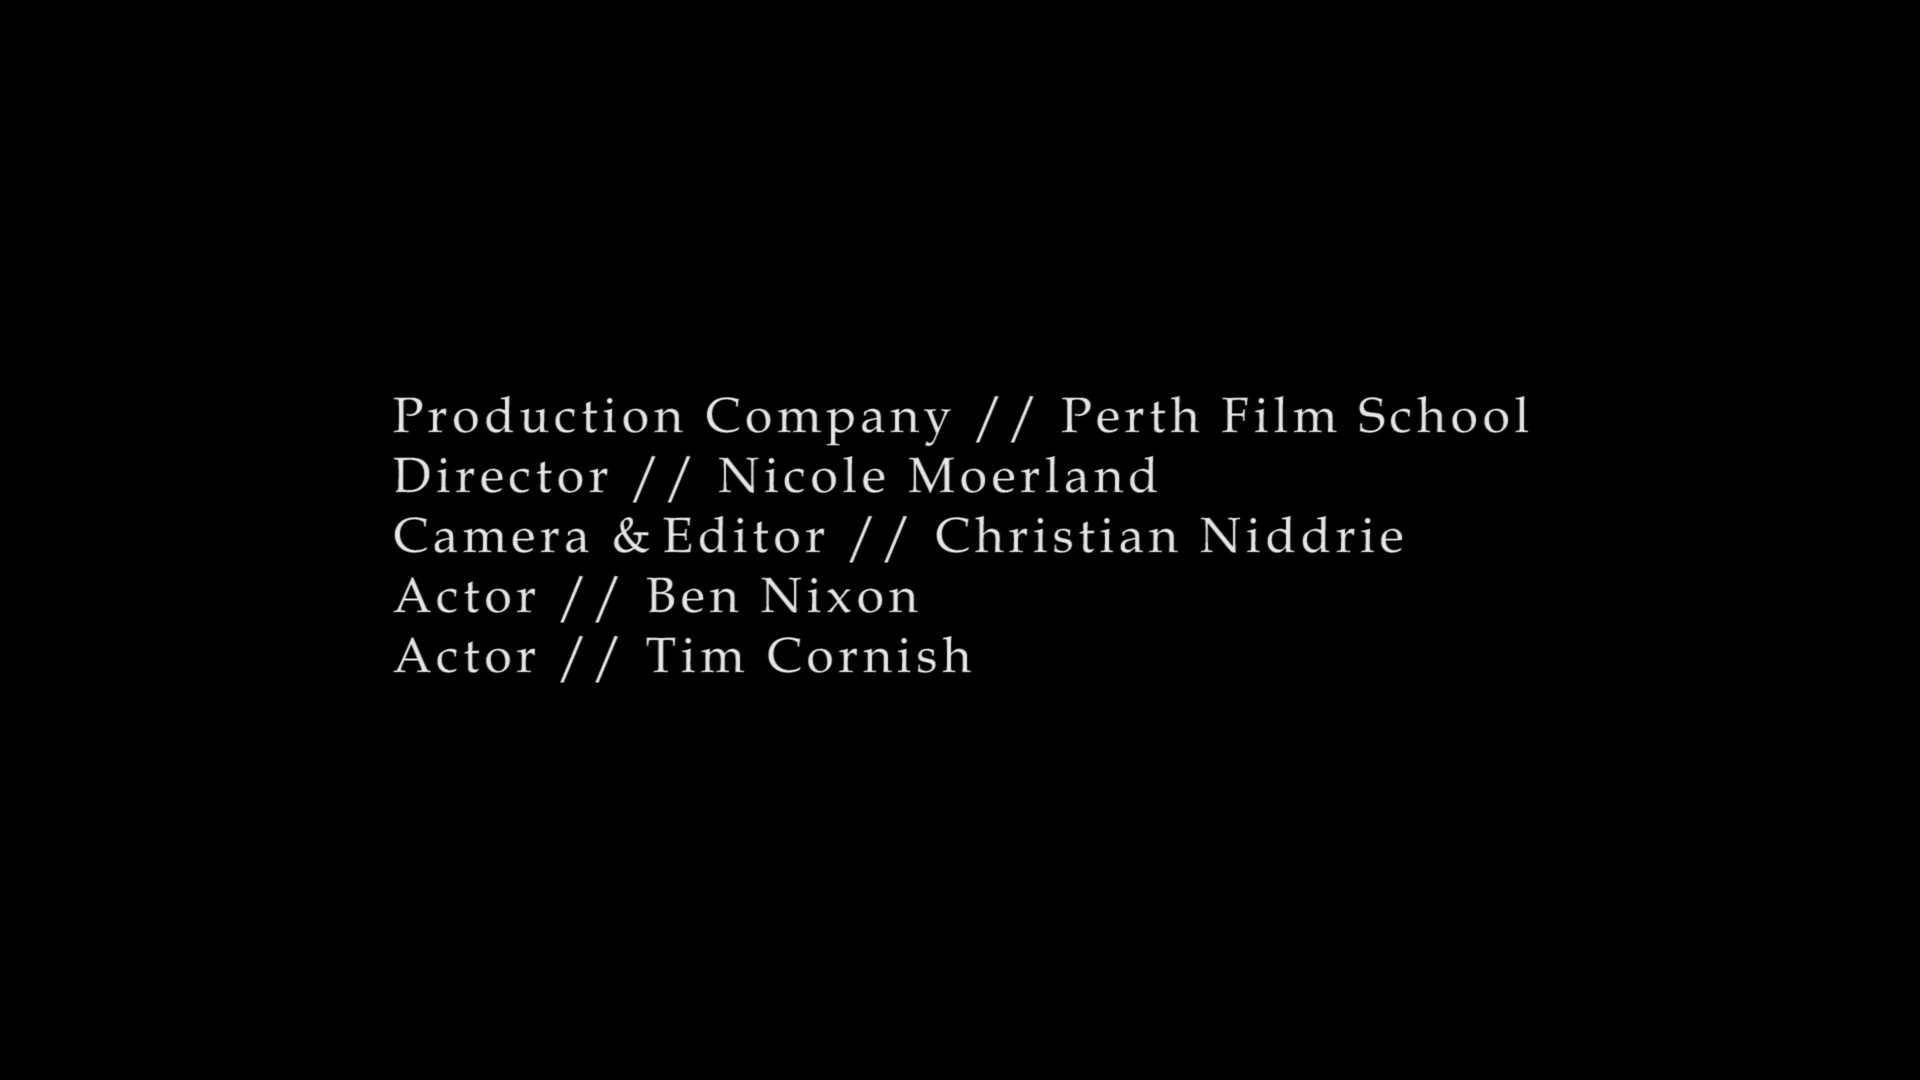 Production Company // Perth Film School
Director // Nicole Moerland
Camera & Editor // Christian Niddrie
Actor // Ben Nixon
Actor // Tim Cornish